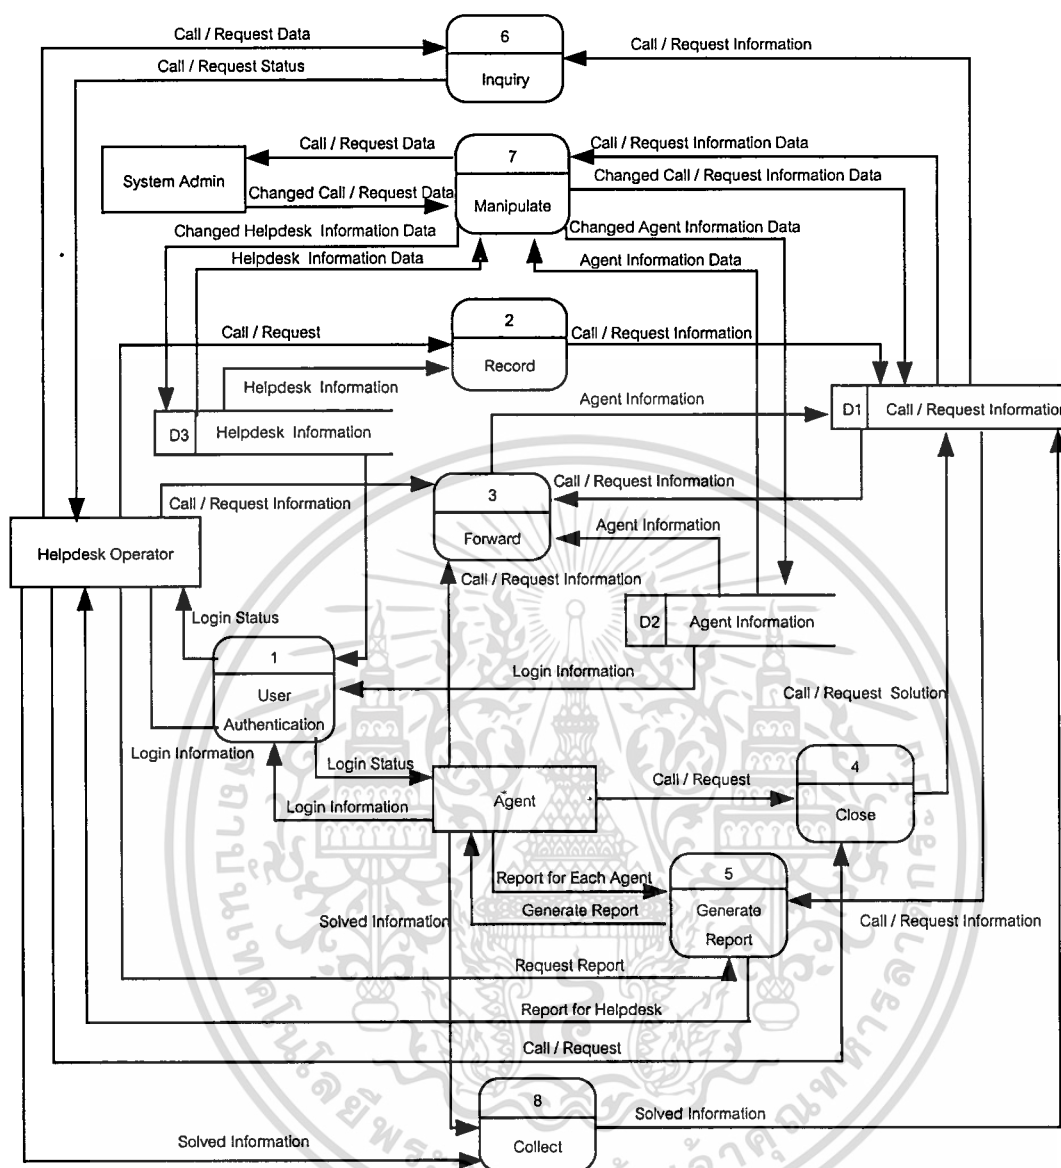 Call / Request Data
6
Call / Request Information
Call / Request Status
Inquiry
Call / Request Data
7
Call / Request Information Data
System Admin
Changed Call / Request Information Data
Changed Call / Request Data
Manipulate
Changed Helpdesk Information Data
Changed Agent Information Data
Helpdesk Information Data
Agent Information Data
2
Call / Request
Call / Request Information
Record
Helpdesk Information
Agent Information
D1
Call / Request Information
D3
Helpdesk Information
Call / Request Information
3
Call / Request Information
Forward
Agent Information
Helpdesk Operator
Call / Request Information
D2
Agent Information
Login Status
1
Login Information
User
Authentication
Call / Request Solution
Login Information
Login Status
4
Call / Request
Agent
Login Information
Close
5
Report for Each Agent
Generate
Report
Generate Report
Solved Information
Call / Request Information
Request Report
Report for Helpdesk
Call / Request
8
Solved Information
Collect
Solved Information